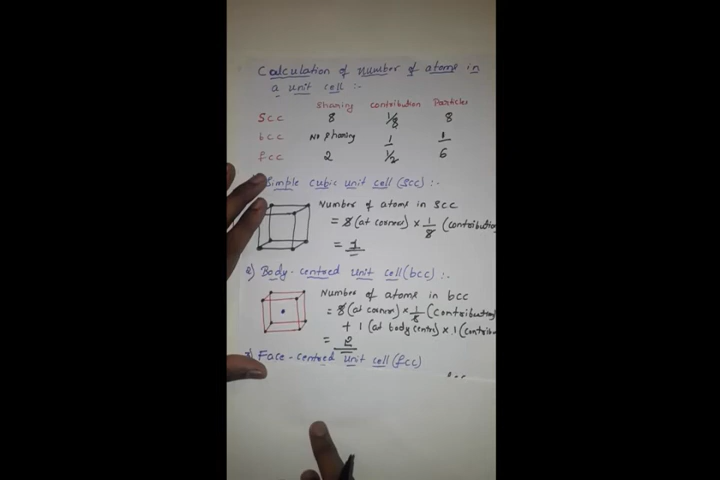 Calculation of number of atoms in
a unit cell :-
Sharing contribution Particles
Scc 8 1/8 8
bcc No sharing 1 1
fcc 2 1/2 6
Simple cubic unit cell (scc) :-
Number of atoms in scc
= 8 (at corner) × 1/8 (contribution
= 1
2) Body-centred unit cell (bcc) :-
Number of atoms in bcc
= 8 (at corner) × 1/8 (contribution)
+ 1 (at body centre) × 1 (contribu
= 2
3) Face-centred unit cell (fcc)